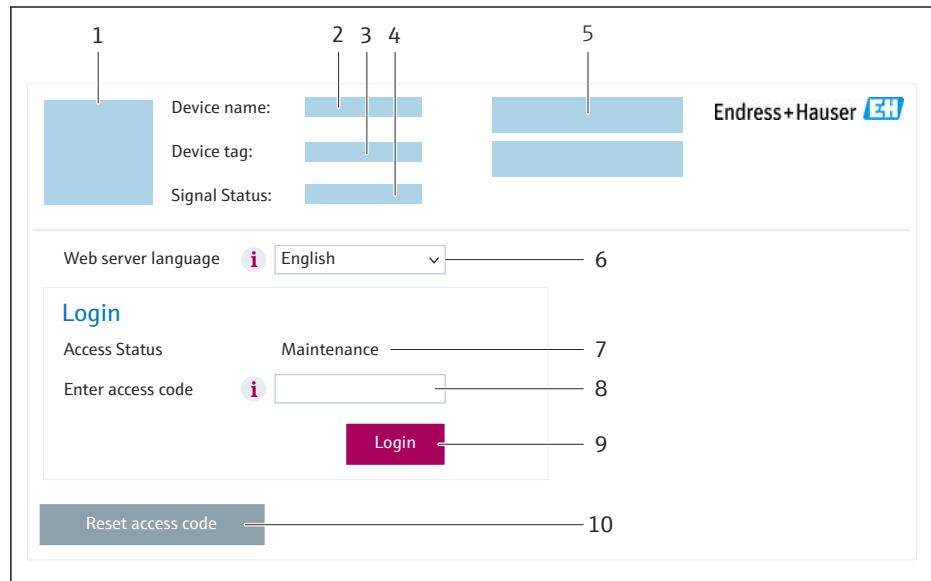 1 2 3 4 5
Device name:
Endress+Hauser EH
Device tag:
Signal Status:
Web server language i English 6
Login
Access Status Maintenance 7
Enter access code i 8
Login 9
Reset access code 10